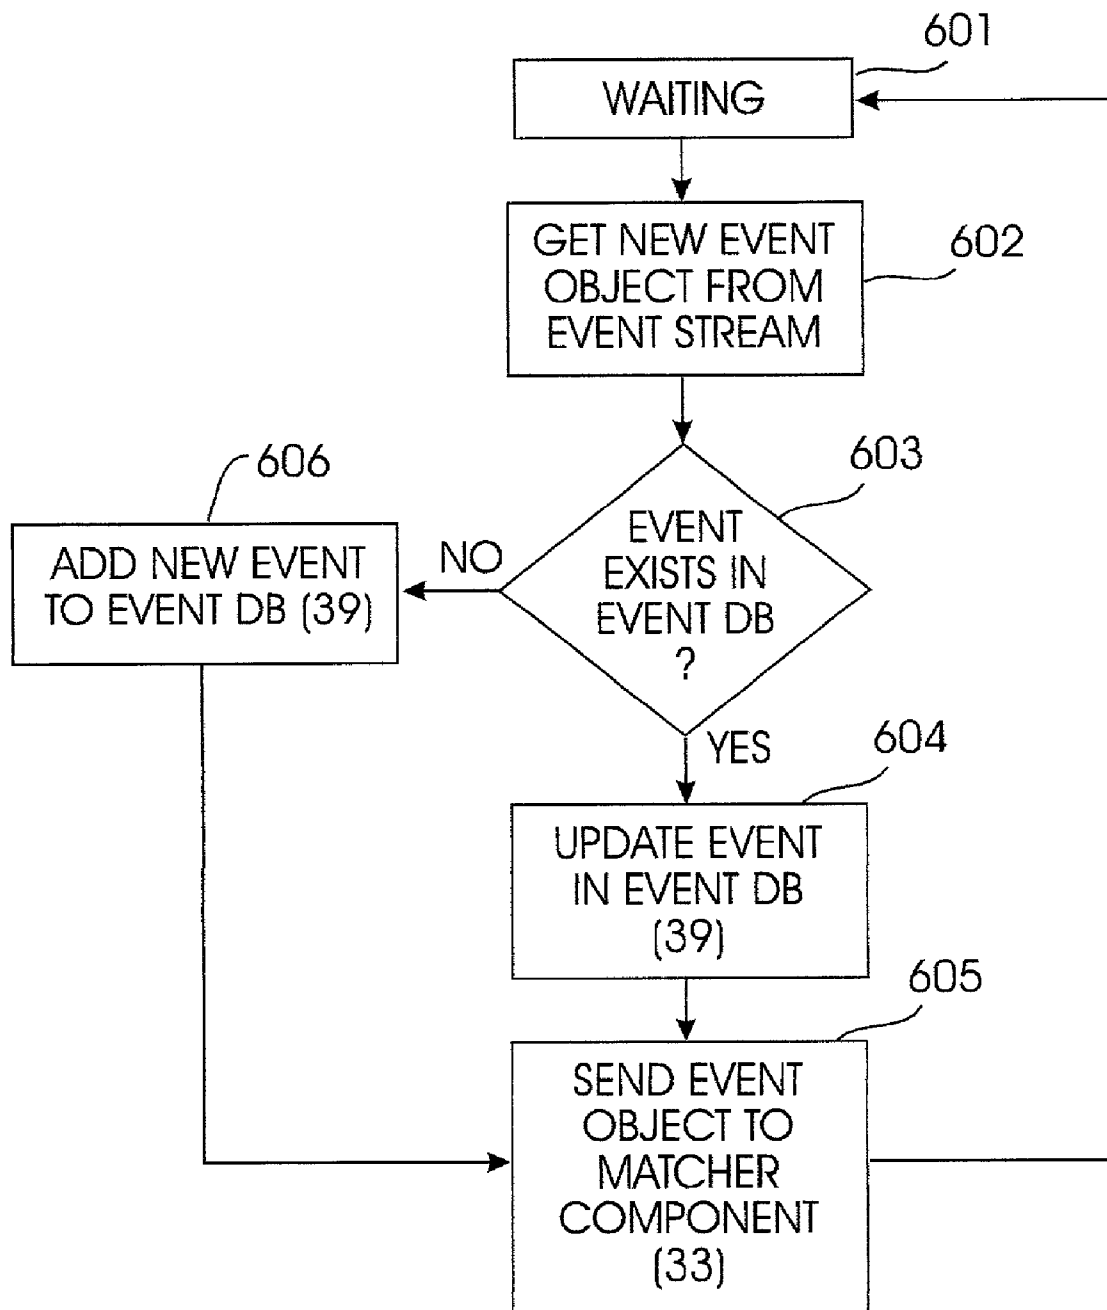 601
WAITING
GET NEW EVENT
OBJECT FROM
EVENT STREAM
602
603
EVENT
EXISTS IN
EVENT DB
?
NO
606
ADD NEW EVENT
TO EVENT DB (39)
YES
604
UPDATE EVENT
IN EVENT DB
(39)
605
SEND EVENT
OBJECT TO
MATCHER
COMPONENT
(33)